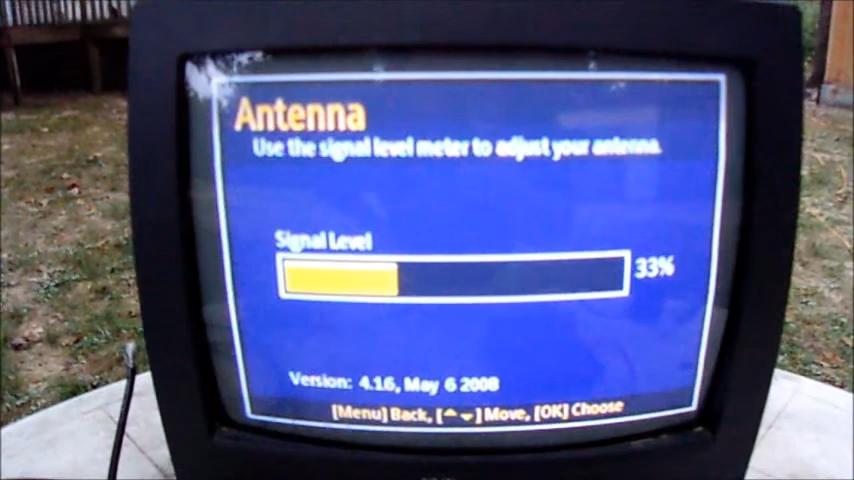 Antenna
Use the signal level meter to adjust your antenna.
Signal Level
33%
Version: 4.16, May 6 2008
[Menu] Back, [▲▼] Move, [OK] Choose